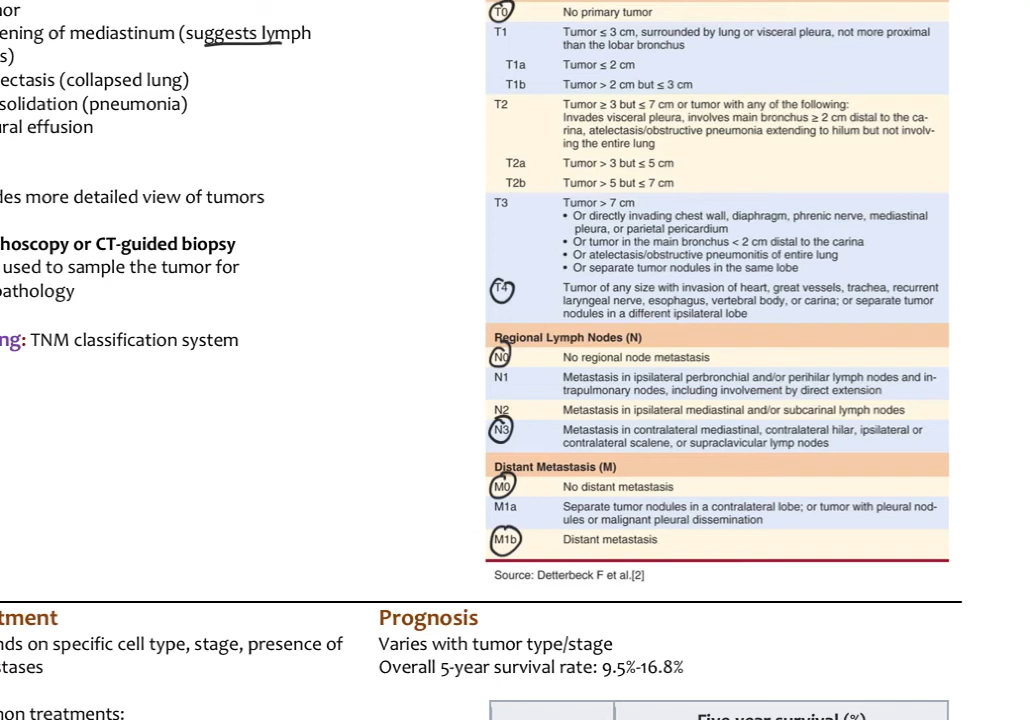 nor
ening of mediastinum (suggests lymph
s)
ectasis (collapsed lung)
solidation (pneumonia)
ural effusion
des more detailed view of tumors
hoscopy or CT-guided biopsy
used to sample the tumor for
pathology
ng: TNM classification system
T0 No primary tumor
T1 Tumor ≤ 3 cm, surrounded by lung or visceral pleura, not more proximal
than the lobar bronchus
T1a Tumor ≤ 2 cm
T1b Tumor > 2 cm but ≤ 3 cm
T2 Tumor ≥ 3 but ≤ 7 cm or tumor with any of the following:
Invades visceral pleura, involves main bronchus ≥ 2 cm distal to the ca-
rina, atelectasis/obstructive pneumonia extending to hilum but not involv-
ing the entire lung
T2a Tumor > 3 but ≤ 5 cm
T2b Tumor > 5 but ≤ 7 cm
T3 Tumor > 7 cm
• Or directly invading chest wall, diaphragm, phrenic nerve, mediastinal
pleura, or parietal pericardium
• Or tumor in the main bronchus < 2 cm distal to the carina
• Or atelectasis/obstructive pneumonitis of entire lung
• Or separate tumor nodules in the same lobe
T4 Tumor of any size with invasion of heart, great vessels, trachea, recurrent
laryngeal nerve, esophagus, vertebral body, or carina; or separate tumor
nodules in a different ipsilateral lobe
Regional Lymph Nodes (N)
N0 No regional node metastasis
N1 Metastasis in ipsilateral perbronchial and/or perihilar lymph nodes and in-
trapulmonary nodes, including involvement by direct extension
N2 Metastasis in ipsilateral mediastinal and/or subcarinal lymph nodes
N3 Metastasis in contralateral mediastinal, contralateral hilar, ipsilateral or
contralateral scalene, or supraclavicular lymp nodes
Distant Metastasis (M)
M0 No distant metastasis
M1a Separate tumor nodules in a contralateral lobe; or tumor with pleural nod-
ules or malignant pleural dissemination
M1b Distant metastasis
Source: Detterbeck F et al.[2]
tment
nds on specific cell type, stage, presence of
stases
non treatments:
Prognosis
Varies with tumor type/stage
Overall 5-year survival rate: 9.5%-16.8%
Five-year survival (%)